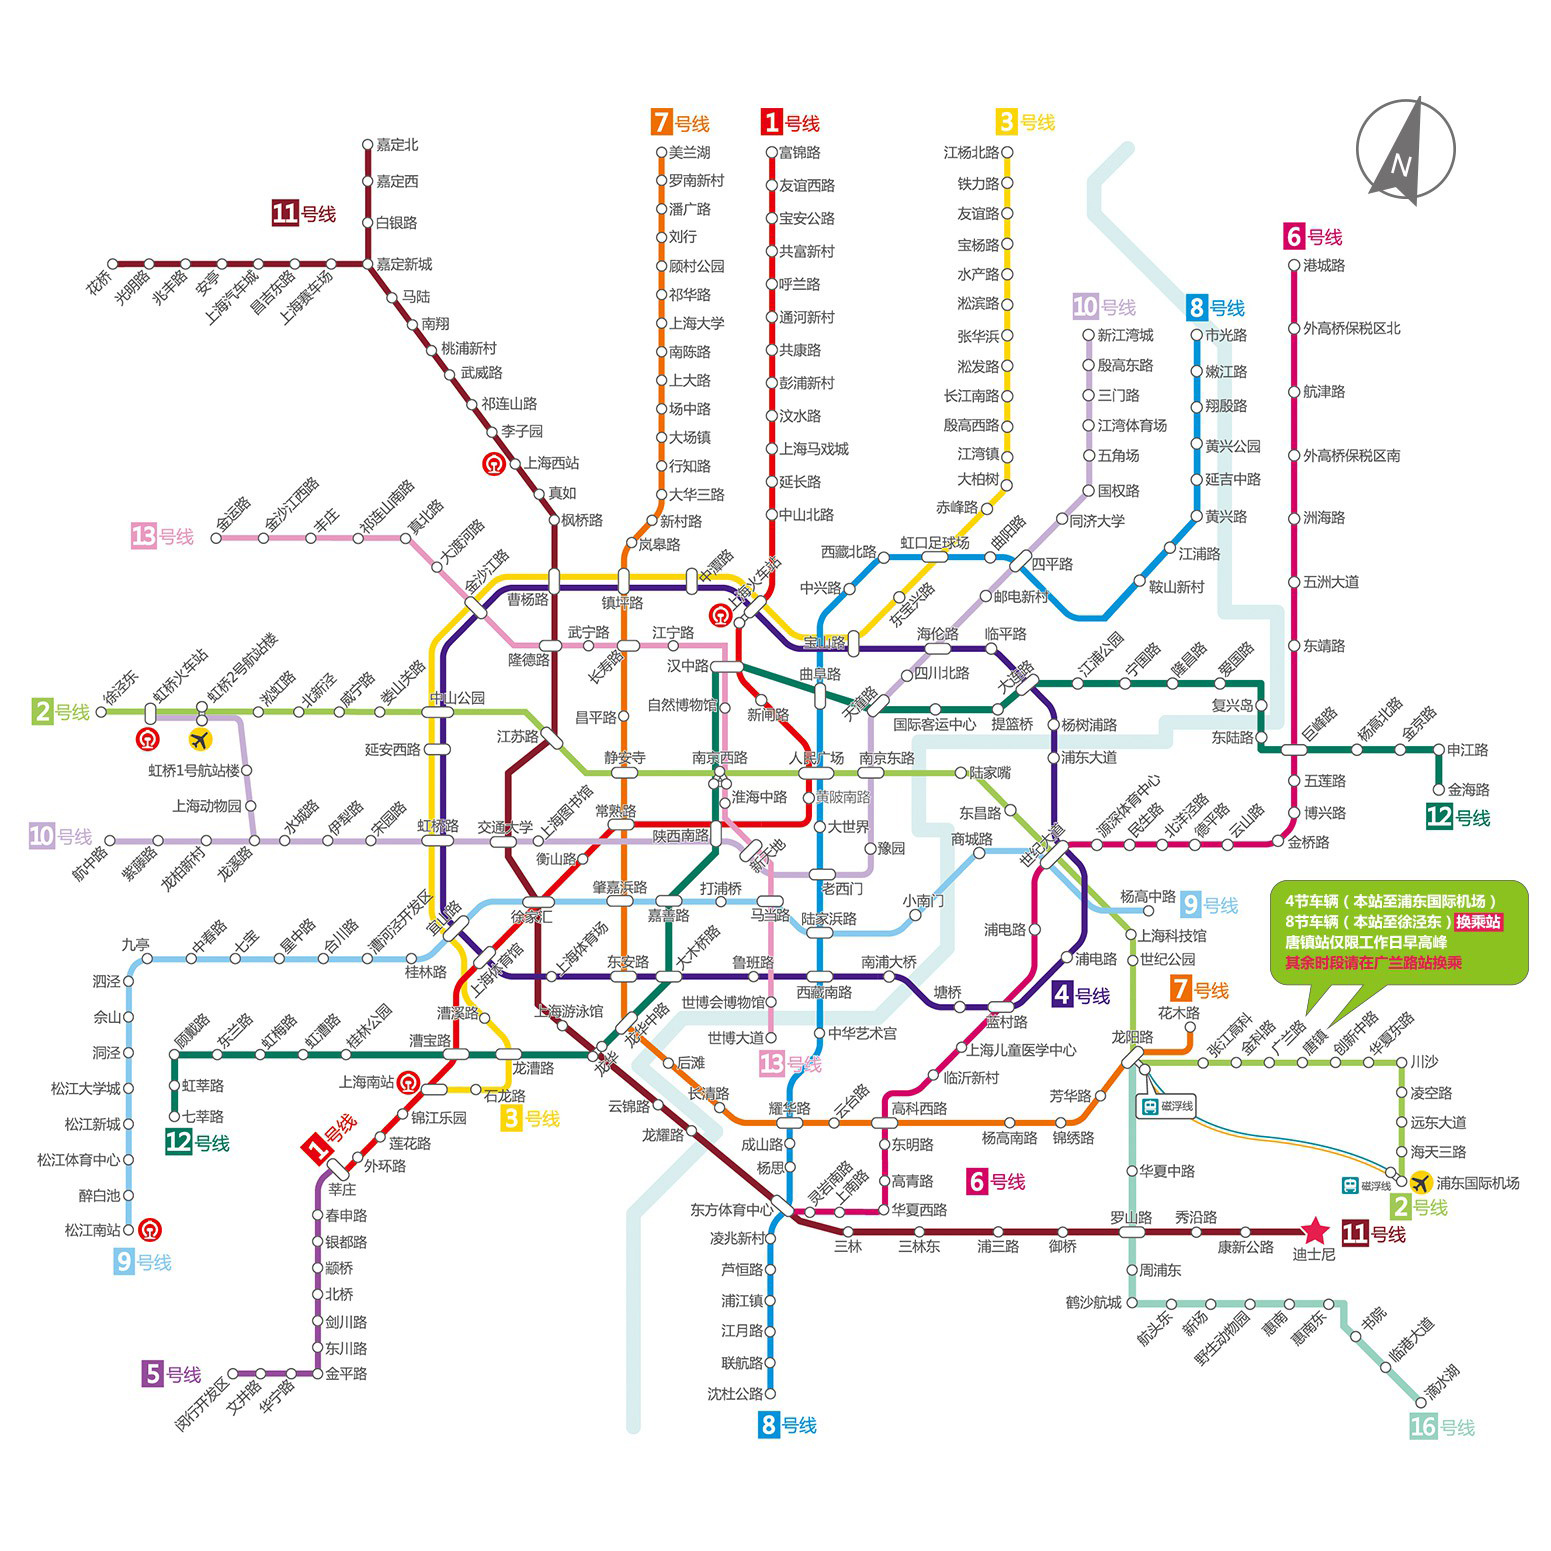 7号线
美兰湖
罗南新村
潘广路
刘行
顾村公园
祁华路
上海大学
南陈路
上大路
场中路
大场镇
行知路
大华三路
新村路
岚皋路
镇坪路
长寿路
昌平路
静安寺
常熟路
肇嘉浜路
东安路
龙华中路
后滩
长清路
耀华路
云台路
高科西路
杨高南路
锦绣路
芳华路
龙阳路
花木路
7号线
1号线
富锦路
友谊西路
宝安公路
共富新村
呼兰路
通河新村
共康路
彭浦新村
汶水路
上海马戏城
延长路
中山北路
上海火车站
汉中路
新闸路
人民广场
黄陂南路
陕西南路
衡山路
徐家汇
上海体育馆
漕宝路
上海南站
锦江乐园
莲花路
外环路
莘庄
1号线
3号线
江杨北路
铁力路
友谊路
宝杨路
水产路
淞滨路
张华浜
淞发路
长江南路
殷高西路
江湾镇
大柏树
赤峰路
虹口足球场
东宝兴路
宝山路
中潭路
曹杨路
金沙江路
中山公园
延安西路
虹桥路
宜山路
漕溪路
龙漕路
石龙路
3号线
10号线
新江湾城
殷高东路
三门路
江湾体育场
五角场
国权路
同济大学
四平路
邮电新村
海伦路
四川北路
天潼路
南京东路
豫园
老西门
新天地
上海图书馆
交通大学
宋园路
伊犁路
水城路
龙溪路
龙柏新村
紫藤路
航中路
10号线
上海动物园
虹桥1号航站楼
8号线
市光路
嫩江路
翔殷路
黄兴公园
延吉中路
黄兴路
江浦路
鞍山新村
曲阳路
西藏北路
中兴路
曲阜路
大世界
陆家浜路
西藏南路
中华艺术宫
成山路
杨思
东方体育中心
凌兆新村
芦恒路
浦江镇
江月路
联航路
沈杜公路
8号线
6号线
港城路
外高桥保税区北
航津路
外高桥保税区南
洲海路
五洲大道
东靖路
巨峰路
五莲路
博兴路
金桥路
云山路
德平路
北洋泾路
民生路
源深体育中心
世纪大道
浦电路
蓝村路
上海儿童医学中心
临沂新村
东明路
高青路
华夏西路
上南路
灵岩南路
6号线
11号线
嘉定北
嘉定西
白银路
嘉定新城
花桥
光明路
兆丰路
安亭
上海汽车城
昌吉东路
上海赛车场
马陆
南翔
桃浦新村
武威路
祁连山路
李子园
上海西站
真如
枫桥路
隆德路
江苏路
上海游泳馆
龙华
云锦路
龙耀路
三林
三林东
浦三路
御桥
罗山路
秀沿路
康新公路
迪士尼
11号线
13号线
金运路
金沙江西路
丰庄
祁连山南路
真北路
大渡河路
武宁路
江宁路
自然博物馆
南京西路
淮海中路
马当路
世博会博物馆
世博大道
13号线
2号线
徐泾东
虹桥火车站
虹桥2号航站楼
淞虹路
北新泾
威宁路
娄山关路
陆家嘴
东昌路
上海科技馆
世纪公园
张江高科
金科路
广兰路
唐镇
创新中路
华夏东路
川沙
凌空路
远东大道
海天三路
浦东国际机场
2号线
磁浮线
磁浮线
临平路
大连路
杨树浦路
浦东大道
浦电路
塘桥
南浦大桥
鲁班路
大木桥路
上海体育场
4号线
国际客运中心
提篮桥
江浦公园
宁国路
隆昌路
爱国路
复兴岛
东陆路
杨高北路
金京路
申江路
金海路
12号线
嘉善路
桂林公园
虹漕路
虹梅路
东兰路
顾戴路
虹莘路
七莘路
12号线
杨高中路
9号线
商城路
小南门
打浦桥
桂林路
漕河泾开发区
合川路
星中路
七宝
中春路
九亭
泗泾
佘山
洞泾
松江大学城
松江新城
松江体育中心
醉白池
松江南站
9号线
春申路
银都路
颛桥
北桥
剑川路
东川路
金平路
华宁路
文井路
闵行开发区
5号线
华夏中路
周浦东
鹤沙航城
航头东
新场
野生动物园
惠南
惠南东
书院
临港大道
滴水湖
16号线
4节车辆（本站至浦东国际机场）
8节车辆（本站至徐泾东）换乘站
唐镇站仅限工作日早高峰
其余时段请在广兰路站换乘
N